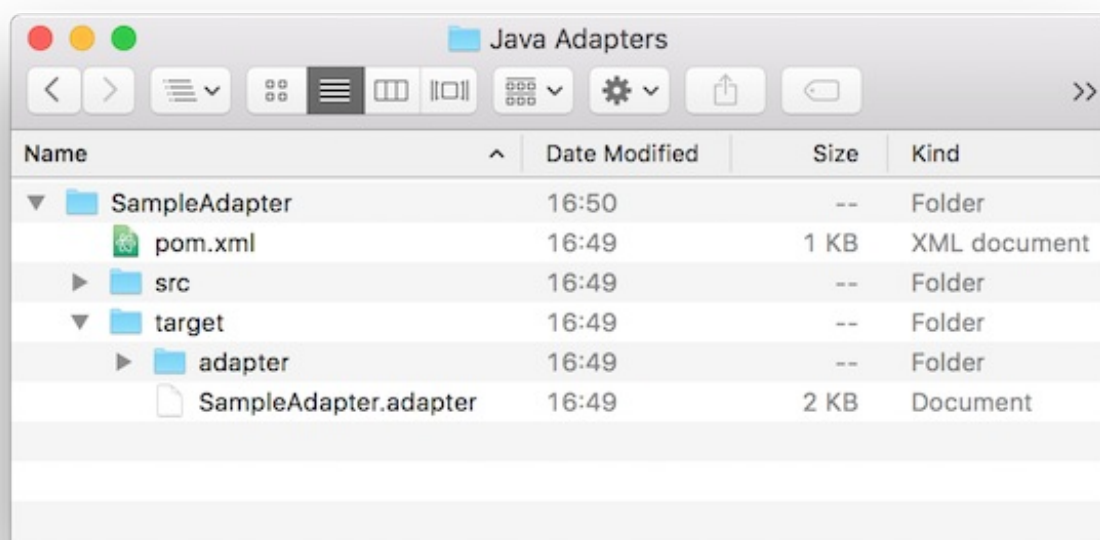 Java Adapters
Name Date Modified Size Kind
SampleAdapter 16:50 -- Folder
pom.xml 16:49 1 KB XML document
src 16:49 -- Folder
target 16:49 -- Folder
adapter 16:49 -- Folder
SampleAdapter.adapter 16:49 2 KB Document